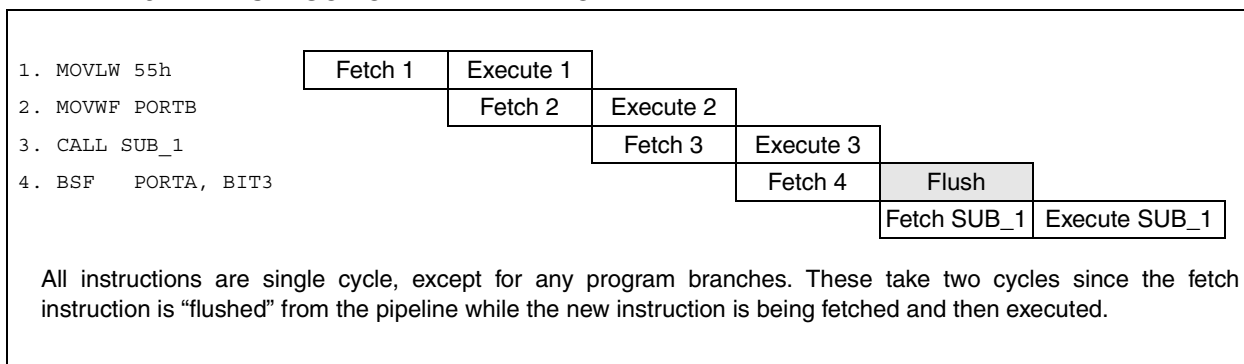 1. MOVLW 55h Fetch 1 Execute 1
2. MOVWF PORTB Fetch 2 Execute 2
3. CALL SUB_1 Fetch 3 Execute 3
4. BSF PORTA, BIT3 Fetch 4 Flush
Fetch SUB_1 Execute SUB_1
All instructions are single cycle, except for any program branches. These take two cycles since the fetch
instruction is “flushed” from the pipeline while the new instruction is being fetched and then executed.